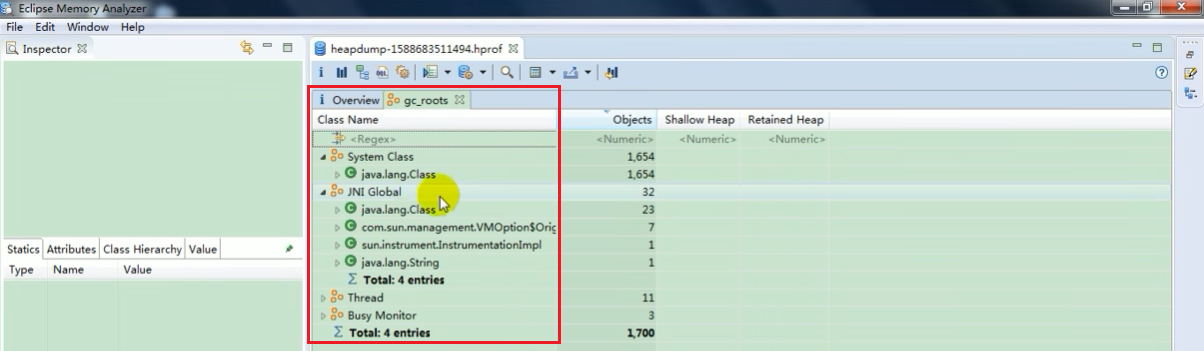 Eclipse Memory Analyzer
File Edit Window Help
Inspector
heapdump-1588683511494.hprof
i Overview gc_roots
Class Name Objects Shallow Heap Retained Heap
<Regex> <Numeric> <Numeric> <Numeric>
System Class 1,654
java.lang.Class 1,654
JNI Global 32
java.lang.Class 23
com.sun.management.VMOption$Orig 7
sun.instrument.InstrumentationImpl 1
java.lang.String 1
Σ Total: 4 entries
Thread 11
Busy Monitor 3
Σ Total: 4 entries 1,700
Statics Attributes Class Hierarchy Value
Type Name Value